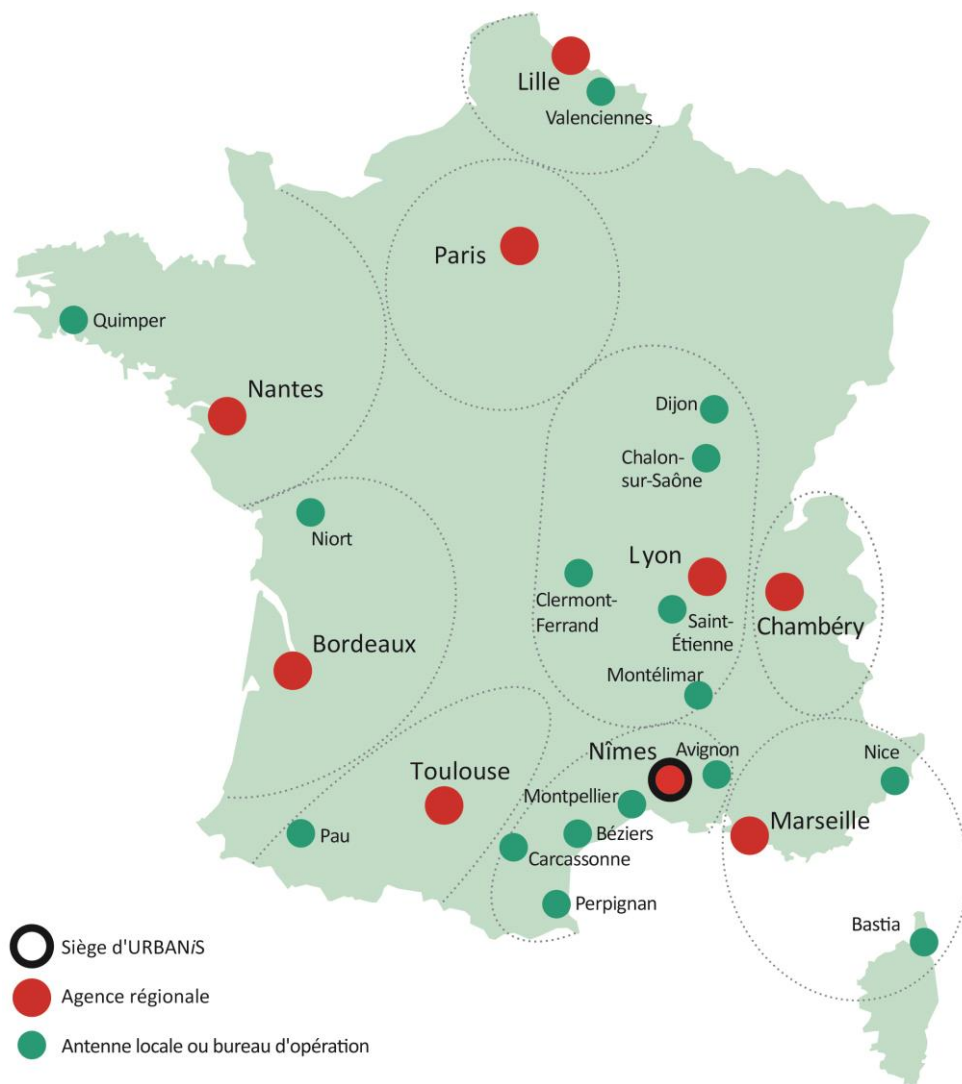 Lille
Valenciennes
Paris
Quimper
Nantes
Dijon
Chalon-
sur-Saône
Niort
Lyon
Clermont-
Ferrand
Saint-
Étienne
Chambéry
Bordeaux
Montélimar
Nîmes
Avignon
Nice
Toulouse
Montpellier
Marseille
Pau
Béziers
Carcassonne
Perpignan
Bastia
Siège d'URBANiS
Agence régionale
Antenne locale ou bureau d'opération